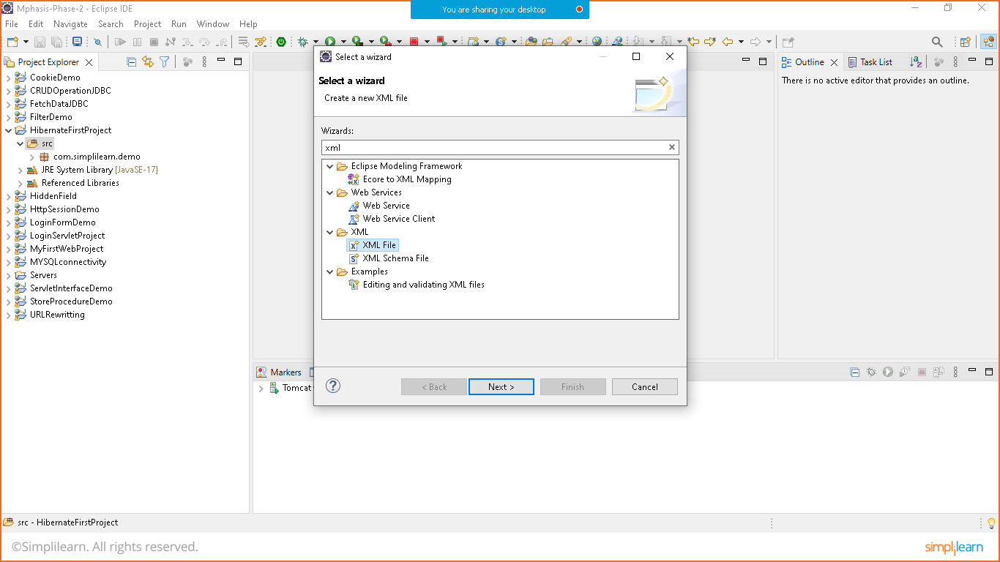 Mphasis-Phase-2 - Eclipse IDE
You are sharing your desktop
File Edit Navigate Search Project Run Window Help
Project Explorer
CookieDemo
CRUDOperationJDBC
FetchDataJDBC
FilterDemo
HibernateFirstProject
src
com.simplilearn.demo
JRE System Library [JavaSE-17]
Referenced Libraries
HiddenField
HttpSessionDemo
LoginFormDemo
LoginServletProject
MyFirstWebProject
MYSQLconnectivity
Servers
ServletInterfaceDemo
StoreProcedureDemo
URLRewritting
Select a wizard
Select a wizard
Create a new XML file
Wizards:
xml
Eclipse Modeling Framework
Ecore to XML Mapping
Web Services
Web Service
Web Service Client
XML
XML File
XML Schema File
Examples
Editing and validating XML files
< Back Next > Finish Cancel
Outline Task List
There is no active editor that provides an outline.
Markers
Tomcat
src - HibernateFirstProject
©Simplilearn. All rights reserved.
simplilearn